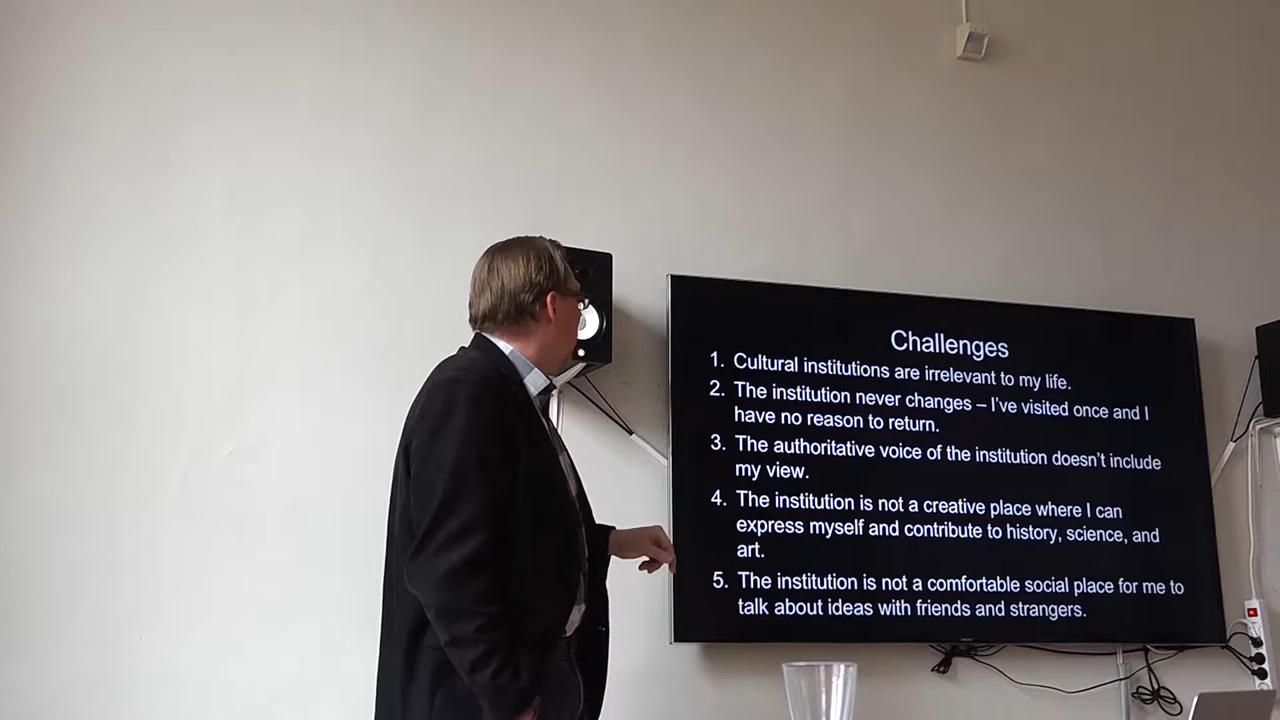 Challenges
1. Cultural institutions are irrelevant to my life.
2. The institution never changes – I've visited once and I
have no reason to return.
3. The authoritative voice of the institution doesn't include
my view.
4. The institution is not a creative place where I can
express myself and contribute to history, science, and
art.
5. The institution is not a comfortable social place for me to
talk about ideas with friends and strangers.